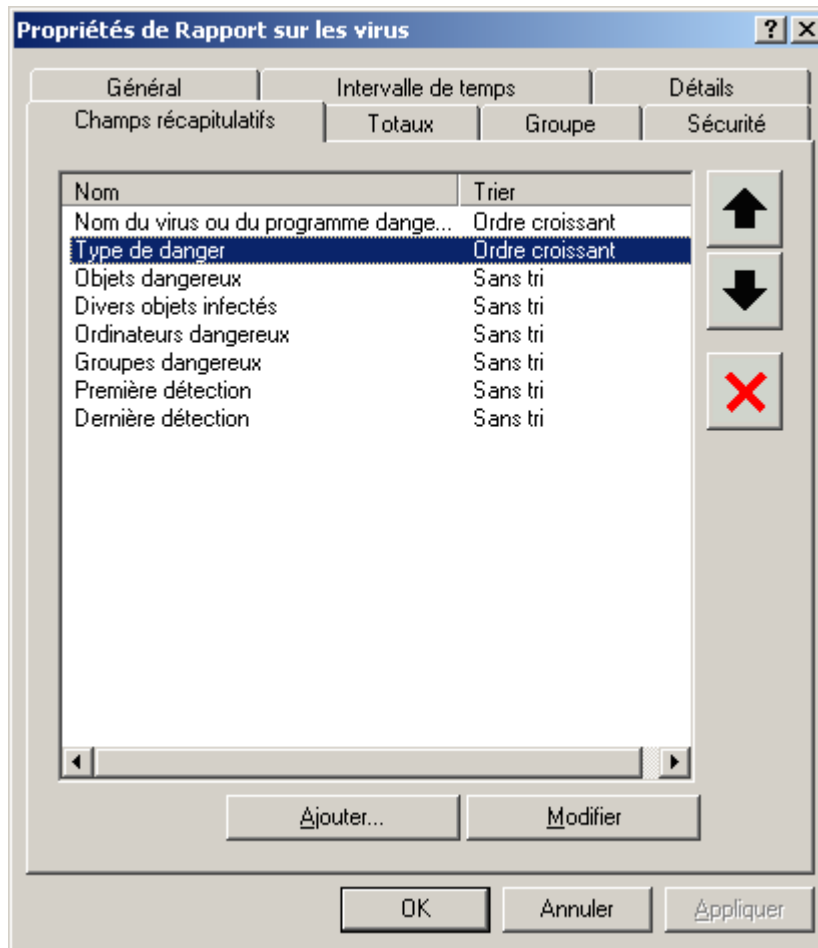 Propriétés de Rapport sur les virus
Général Intervalle de temps Détails
Champs récapitulatifs Totaux Groupe Sécurité
Nom Trier
Nom du virus ou du programme dange... Ordre croissant
Type de danger Ordre croissant
Objets dangereux Sans tri
Divers objets infectés Sans tri
Ordinateurs dangereux Sans tri
Groupes dangereux Sans tri
Première détection Sans tri
Dernière détection Sans tri
Ajouter... Modifier
OK Annuler Appliquer